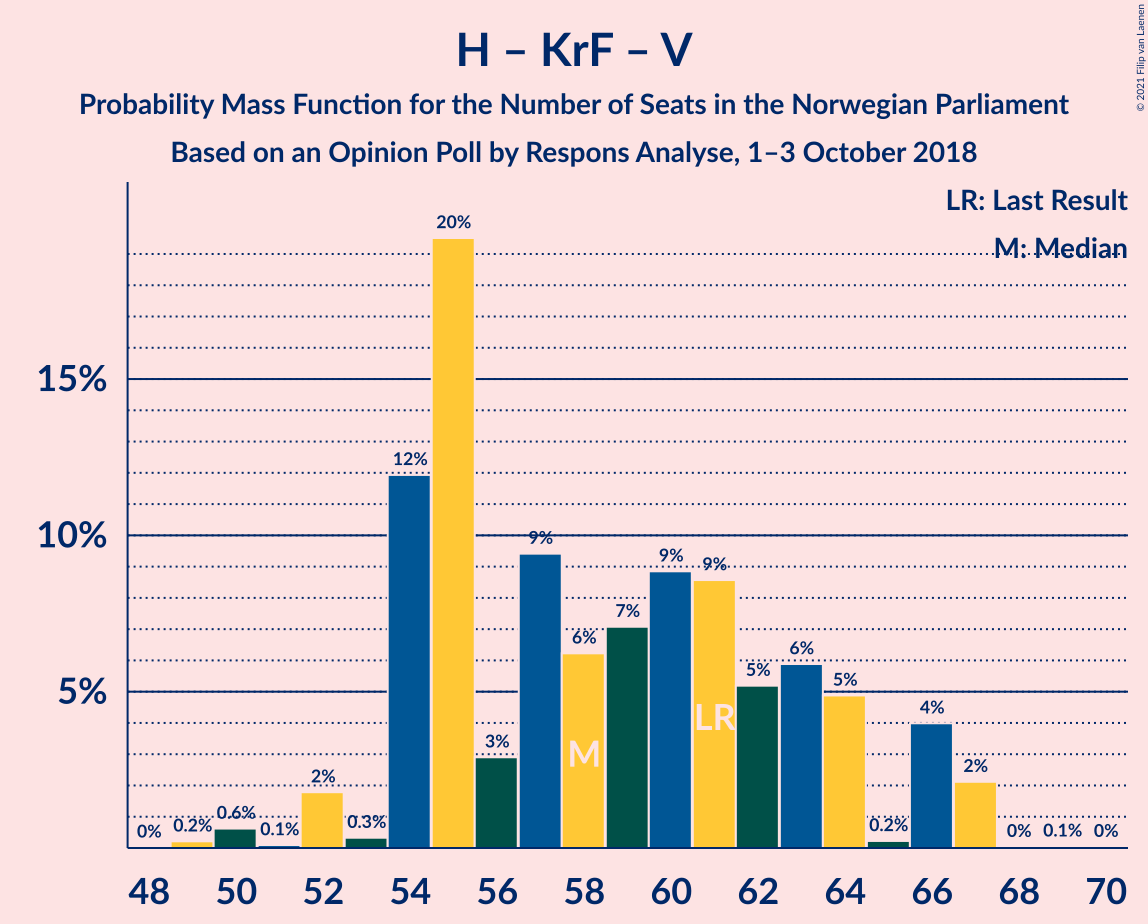 H – KrF – V
Probability Mass Function for the Number of Seats in the Norwegian Parliament
Based on an Opinion Poll by Respons Analyse, 1–3 October 2018
© 2021 Filip van Laenen
LR: Last Result
M: Median
15%
10%
5%
0%
0.2%
0.6%
0.1%
2%
0.3%
12%
20%
3%
9%
6%
7%
9%
9%
5%
6%
5%
0.2%
4%
2%
0%
0.1%
0%
M
LR
48 50 52 54 56 58 60 62 64 66 68 70